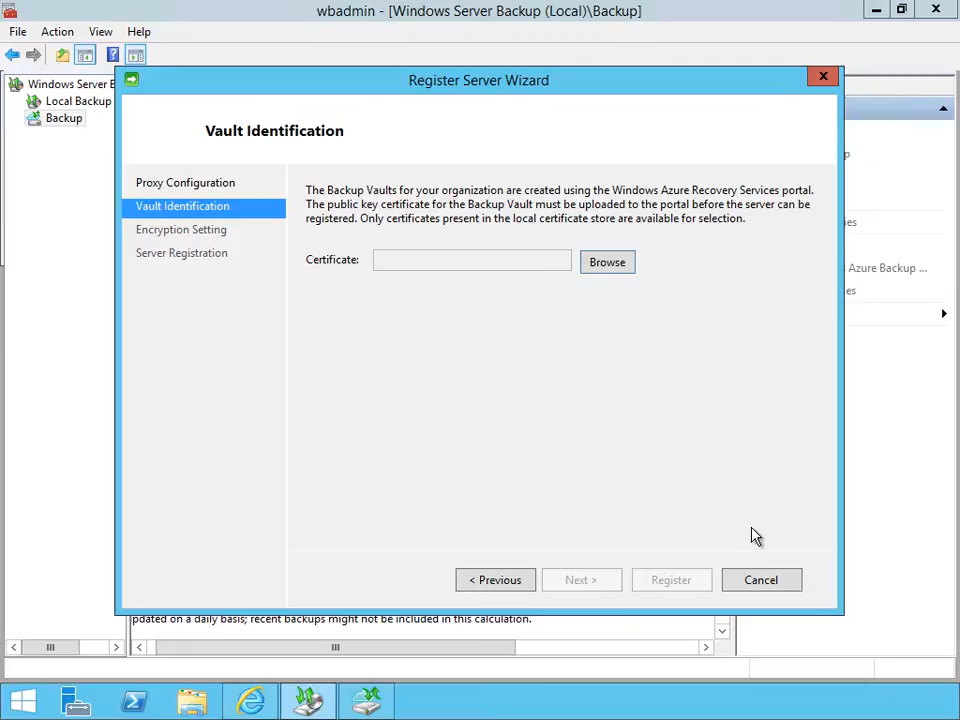 wbadmin - [Windows Server Backup (Local)\Backup]
File Action View Help
Windows Server
Local Backup
Backup
Register Server Wizard
Vault Identification
Proxy Configuration
Vault Identification
Encryption Setting
Server Registration
The Backup Vaults for your organization are created using the Windows Azure Recovery Services portal.
The public key certificate for the Backup Vault must be uploaded to the portal before the server can be
registered. Only certificates present in the local certificate store are available for selection.
Certificate:
Browse
Azure Backup ...
< Previous
Next >
Register
Cancel
pdated on a daily basis; recent backups might not be included in this calculation.